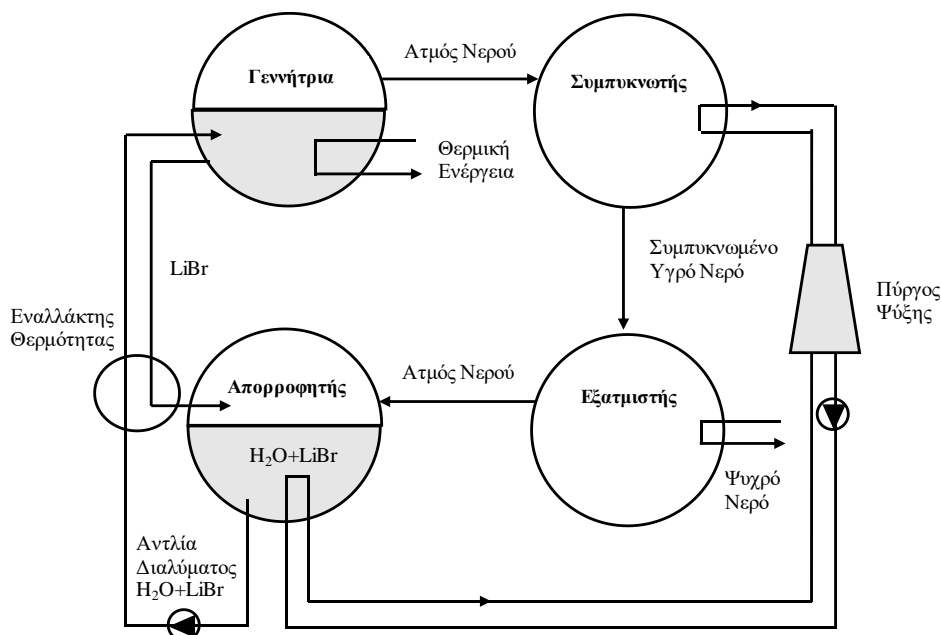 Ατμός Νερού
Γεννήτρια
Συμπυκνωτής
Θερμική
Ενέργεια
Συμπυκνωμένο
Υγρό Νερό
LiBr
Πύργος
Ψύξης
Εναλλάκτης
Θερμότητας
Ατμός Νερού
Απορροφητής
Εξατμιστής
H₂O+LiBr
Ψυχρό
Νερό
Αντλία
Διαλύματος
H₂O+LiBr